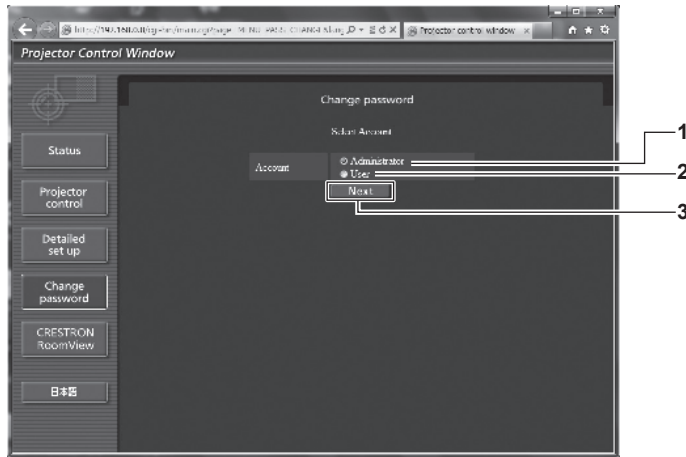 Projector control window
Projector Control Window
Change password
Select Account
Account
Administrator
User
Next
Status
Projector
control
Detailed
set up
Change
password
CRESTRON
RoomView
日本語
1
2
3